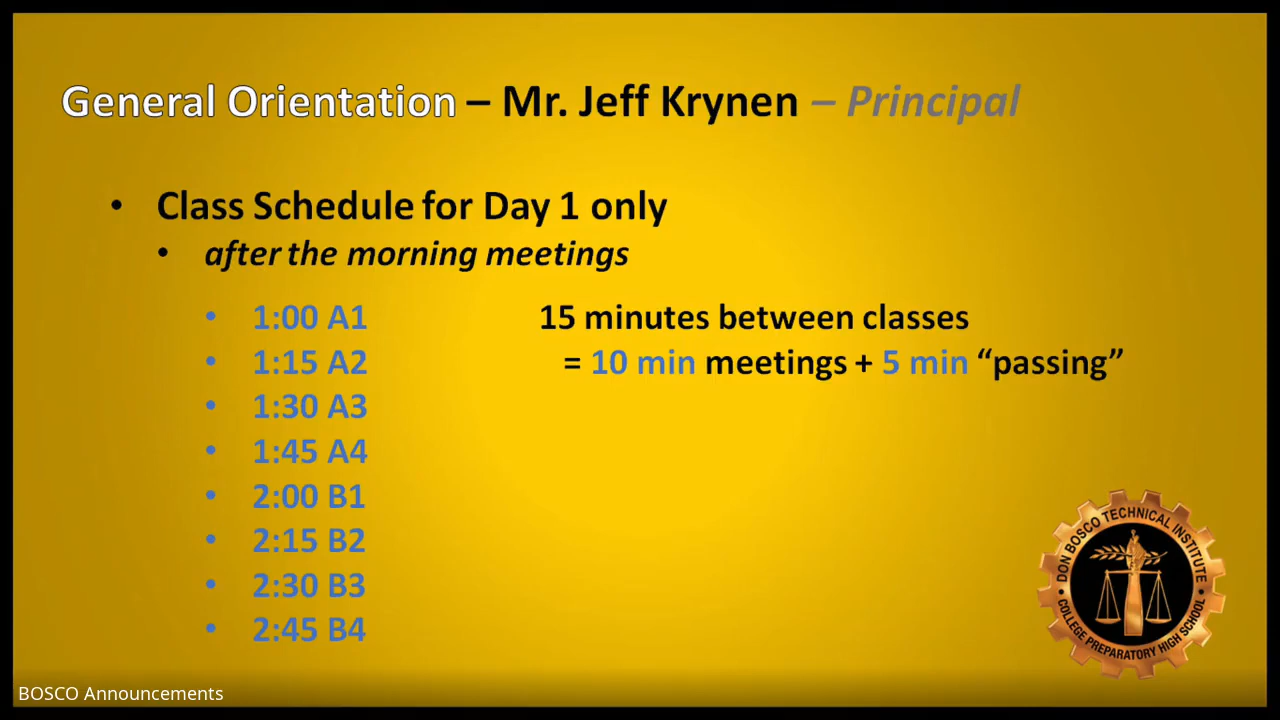 General Orientation – Mr. Jeff Krynen – Principal
• Class Schedule for Day 1 only
• after the morning meetings
• 1:00 A1
• 1:15 A2
• 1:30 A3
• 1:45 A4
• 2:00 B1
• 2:15 B2
• 2:30 B3
• 2:45 B4
15 minutes between classes
= 10 min meetings + 5 min “passing”
DON BOSCO TECHNICAL INSTITUTE
• COLLEGE PREPARATORY HIGH SCHOOL •
BOSCO Announcements